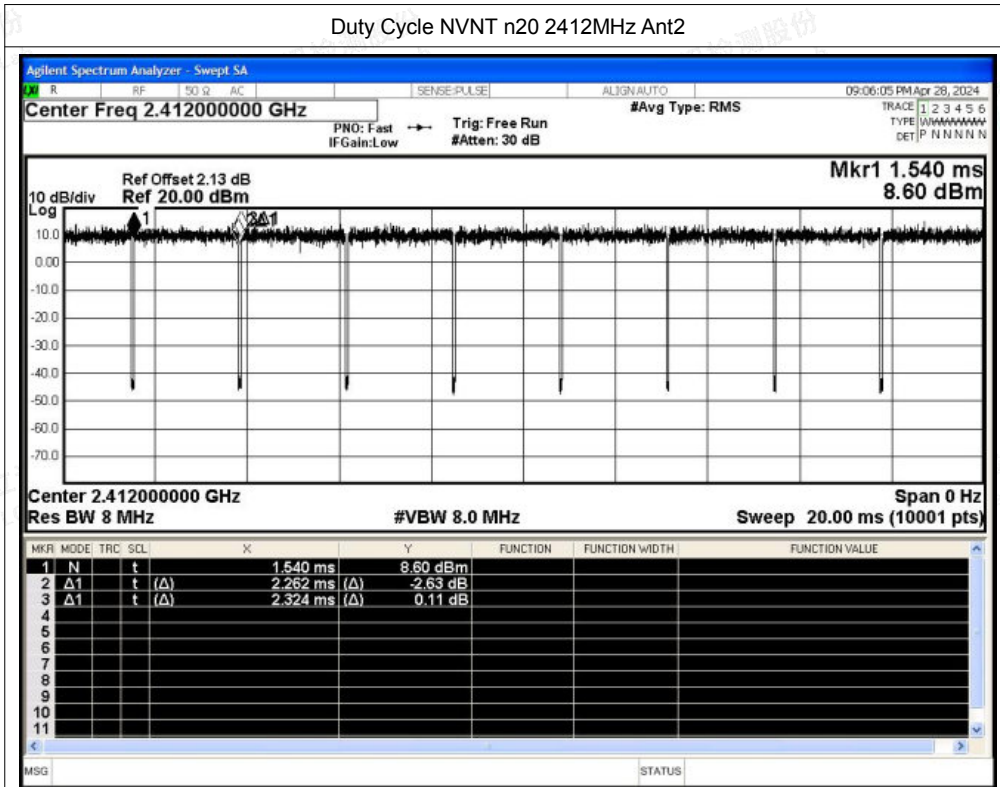 Duty Cycle NVNT n20 2412MHz Ant2
Agilent Spectrum Analyzer - Swept SA
R RF 50 Ω AC SENSE:PULSE ALIGN AUTO 09:06:05 PM Apr 28, 2024
Center Freq 2.412000000 GHz #Avg Type: RMS TRACE 1 2 3 4 5 6
PNO: Fast Trig: Free Run TYPE
IFGain:Low #Atten: 30 dB DET P N N N N N
Mkr1 1.540 ms
8.60 dBm
Ref Offset 2.13 dB
10 dB/div Ref 20.00 dBm
Log
1 3Δ1
10.0
0.00
-10.0
-20.0
-30.0
-40.0
-50.0
-60.0
-70.0
Center 2.412000000 GHz Span 0 Hz
Res BW 8 MHz #VBW 8.0 MHz Sweep 20.00 ms (10001 pts)
MKR MODE TRC SCL X Y FUNCTION FUNCTION WIDTH FUNCTION VALUE
1 N t 1.540 ms 8.60 dBm
2 Δ1 t (Δ) 2.262 ms (Δ) -2.63 dB
3 Δ1 t (Δ) 2.324 ms (Δ) 0.11 dB
4
5
6
7
8
9
10
11
MSG STATUS